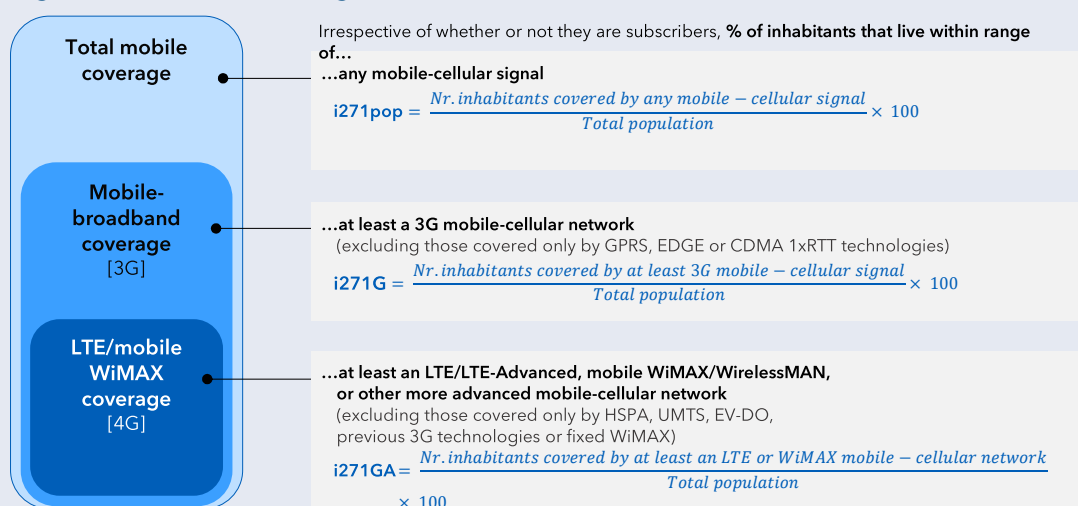 Total mobile
coverage
Irrespective of whether or not they are subscribers, % of inhabitants that live within range
of…
…any mobile-cellular signal
i271pop = Nr. inhabitants covered by any mobile − cellular signal / Total population × 100
Mobile-
broadband
coverage
[3G]
…at least a 3G mobile-cellular network
(excluding those covered only by GPRS, EDGE or CDMA 1xRTT technologies)
i271G = Nr. inhabitants covered by at least 3G mobile − cellular signal / Total population × 100
LTE/mobile
WiMAX
coverage
[4G]
…at least an LTE/LTE-Advanced, mobile WiMAX/WirelessMAN,
or other more advanced mobile-cellular network
(excluding those covered only by HSPA, UMTS, EV-DO,
previous 3G technologies or fixed WiMAX)
i271GA= Nr. inhabitants covered by at least an LTE or WiMAX mobile − cellular network / Total population
× 100